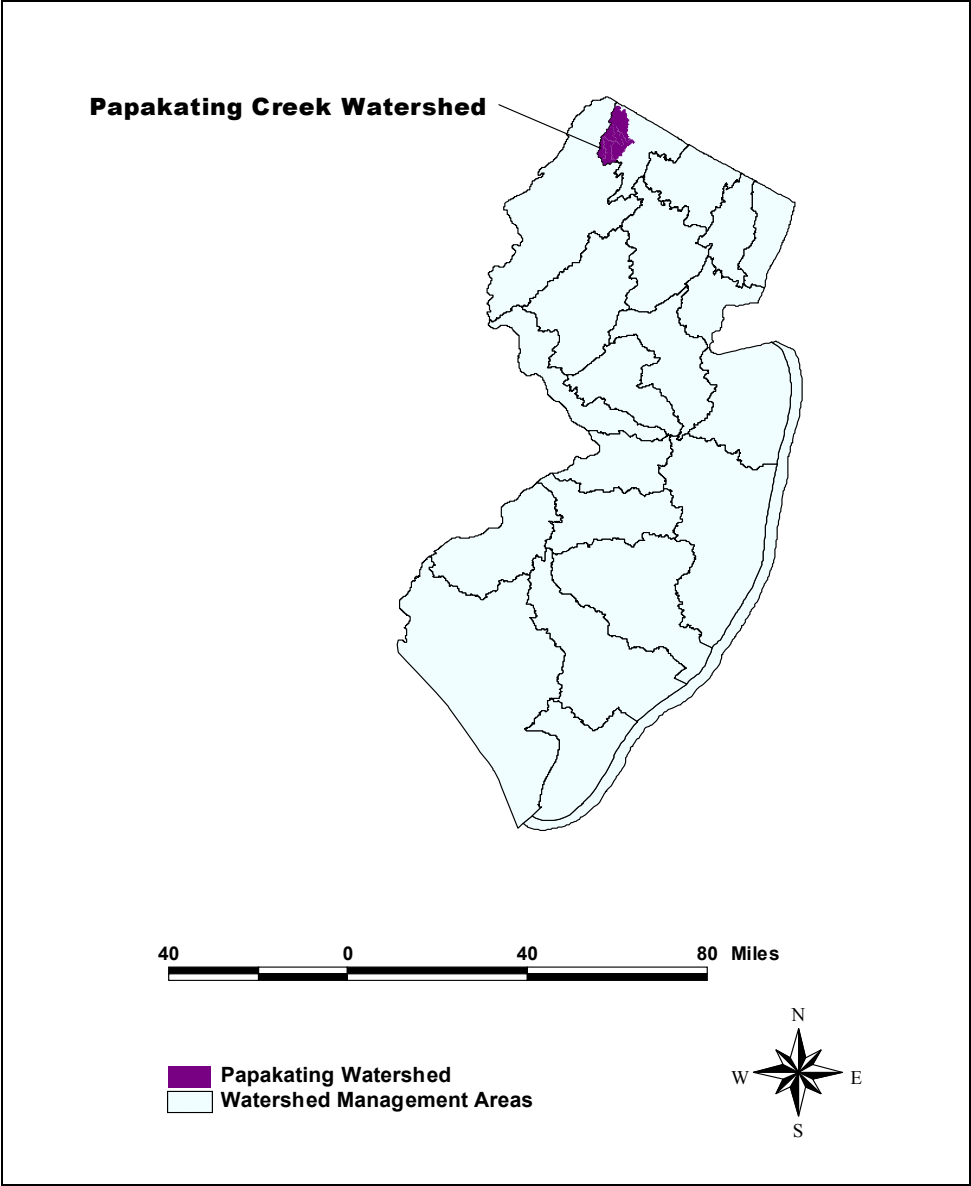 Papakating Creek Watershed
40 0 40 80 Miles
N
W E
S
Papakating Watershed
Watershed Management Areas